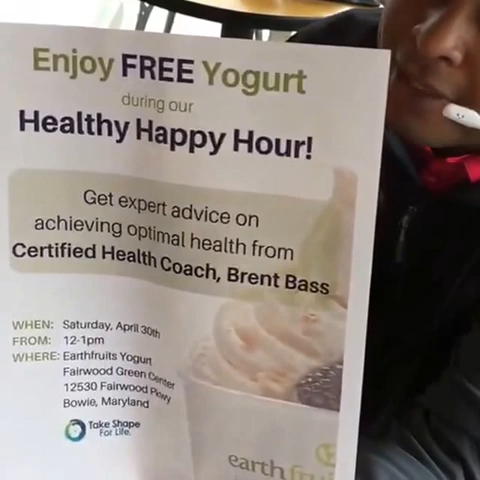 Enjoy FREE Yogurt
during our
Healthy Happy Hour!
Get expert advice on
achieving optimal health from
Certified Health Coach, Brent Bass
WHEN: Saturday, April 30th
FROM: 12-1pm
WHERE: Earthfruits Yogurt
Fairwood Green Center
12530 Fairwood Pkwy
Bowie, Maryland
Take Shape
For Life.
earthfrui